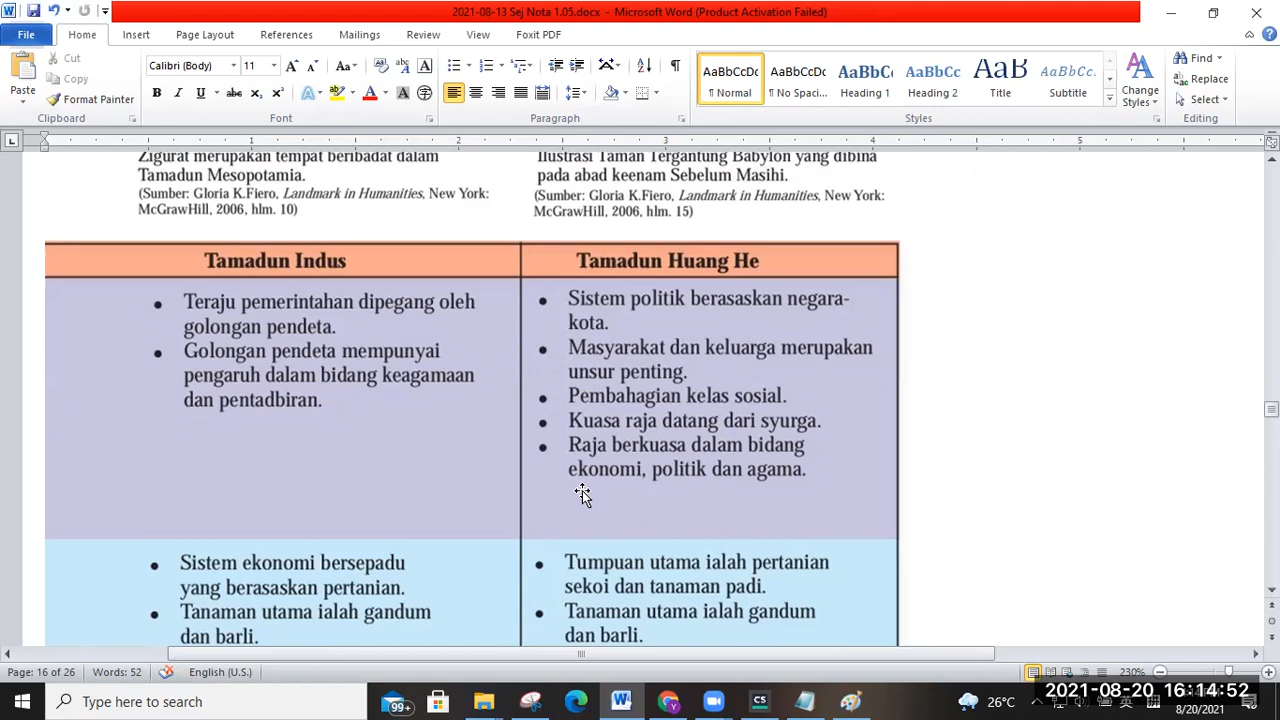 2021-08-13 Sej Nota 1.05.docx - Microsoft Word (Product Activation Failed)
File Home Insert Page Layout References Mailings Review View Foxit PDF
Paste
Cut
Copy
Format Painter
Clipboard
Calibri (Body) 11
Font
Paragraph
AaBbCcDc AaBbCcDc AaBbC AaBbCc AaB AaBbCc.
¶ Normal ¶ No Spaci... Heading 1 Heading 2 Title Subtitle
Change
Styles
Styles
Find
Replace
Select
Editing
1 2 3 4 5
Zigurat merupakan tempat beribadat dalam
Tamadun Mesopotamia.
(Sumber: Gloria K.Fiero, Landmark in Humanities, New York:
McGrawHill, 2006, hlm. 10)
Ilustrasi Taman Tergantung Babylon yang dibina
pada abad keenam Sebelum Masihi.
(Sumber: Gloria K.Fiero, Landmark in Humanities, New York:
McGrawHill, 2006, hlm. 15)
Tamadun Indus
• Teraju pemerintahan dipegang oleh
golongan pendeta.
• Golongan pendeta mempunyai
pengaruh dalam bidang keagamaan
dan pentadbiran.
Tamadun Huang He
• Sistem politik berasaskan negara-
kota.
• Masyarakat dan keluarga merupakan
unsur penting.
• Pembahagian kelas sosial.
• Kuasa raja datang dari syurga.
• Raja berkuasa dalam bidang
ekonomi, politik dan agama.
• Sistem ekonomi bersepadu
yang berasaskan pertanian.
• Tanaman utama ialah gandum
dan barli.
• Tumpuan utama ialah pertanian
sekoi dan tanaman padi.
• Tanaman utama ialah gandum
dan barli.
Page: 16 of 26 Words: 52 English (U.S.) 230%
Type here to search
99+
26°C
2021-08-20 16:14:52
8/20/2021